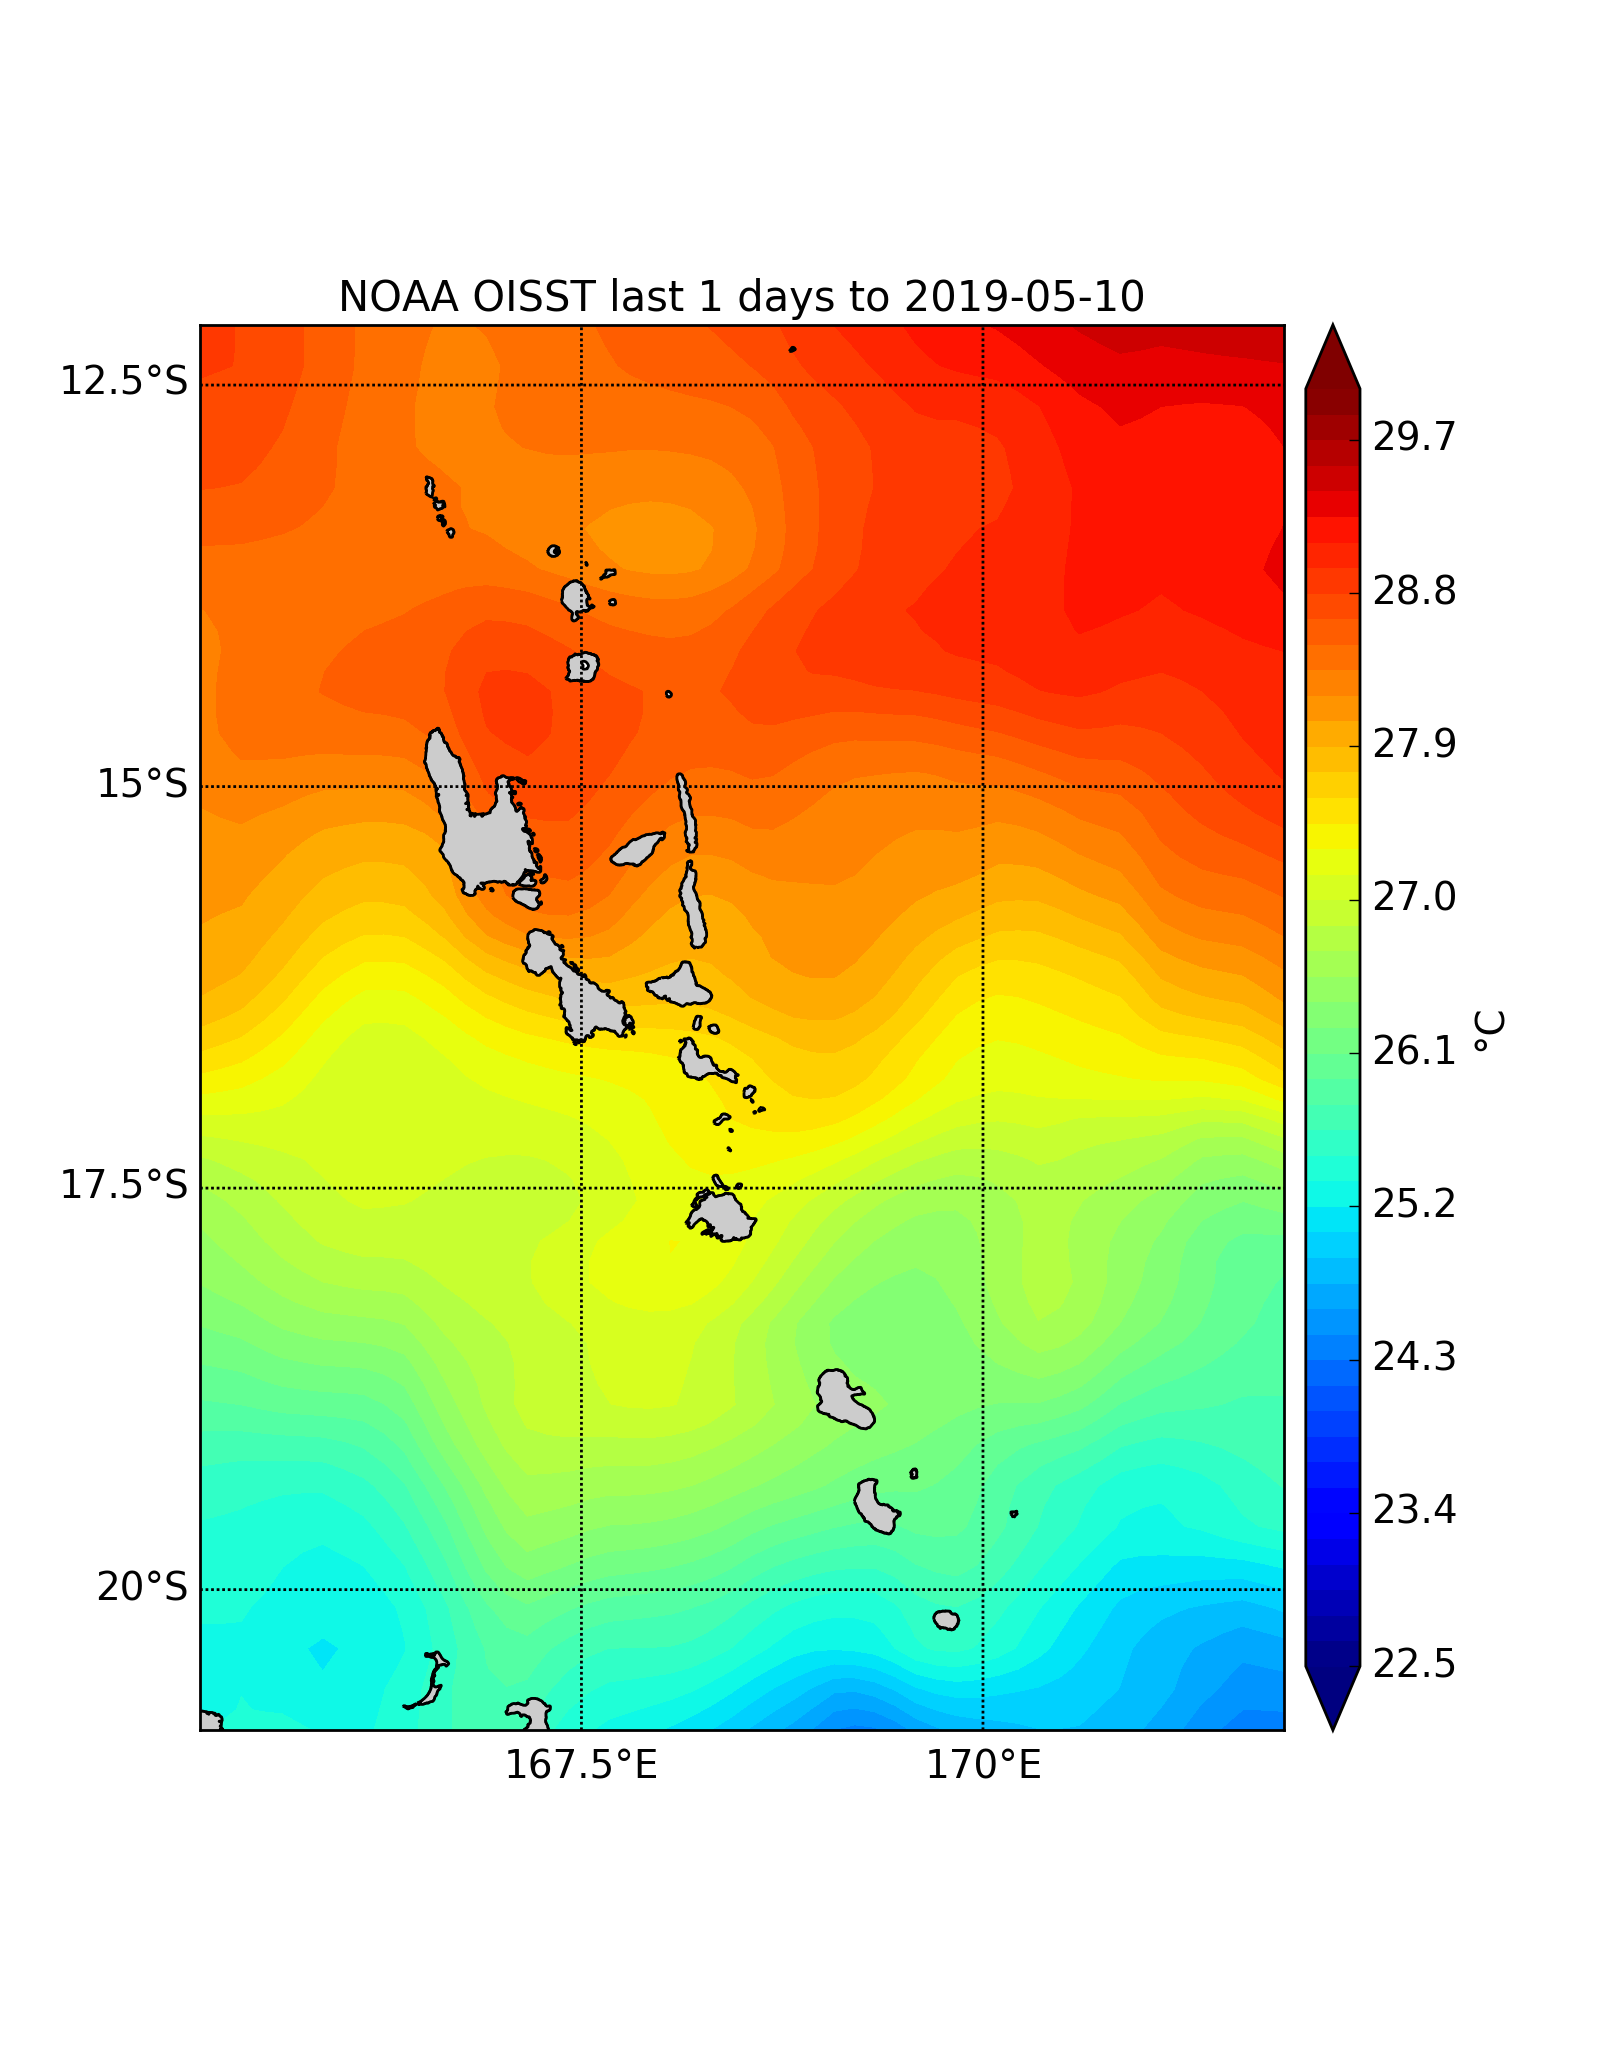 NOAA OISST last 1 days to 2019-05-10
12.5°S
15°S
17.5°S
20°S
167.5°E
170°E
29.7
28.8
27.9
27.0
26.1
25.2
24.3
23.4
22.5
°C